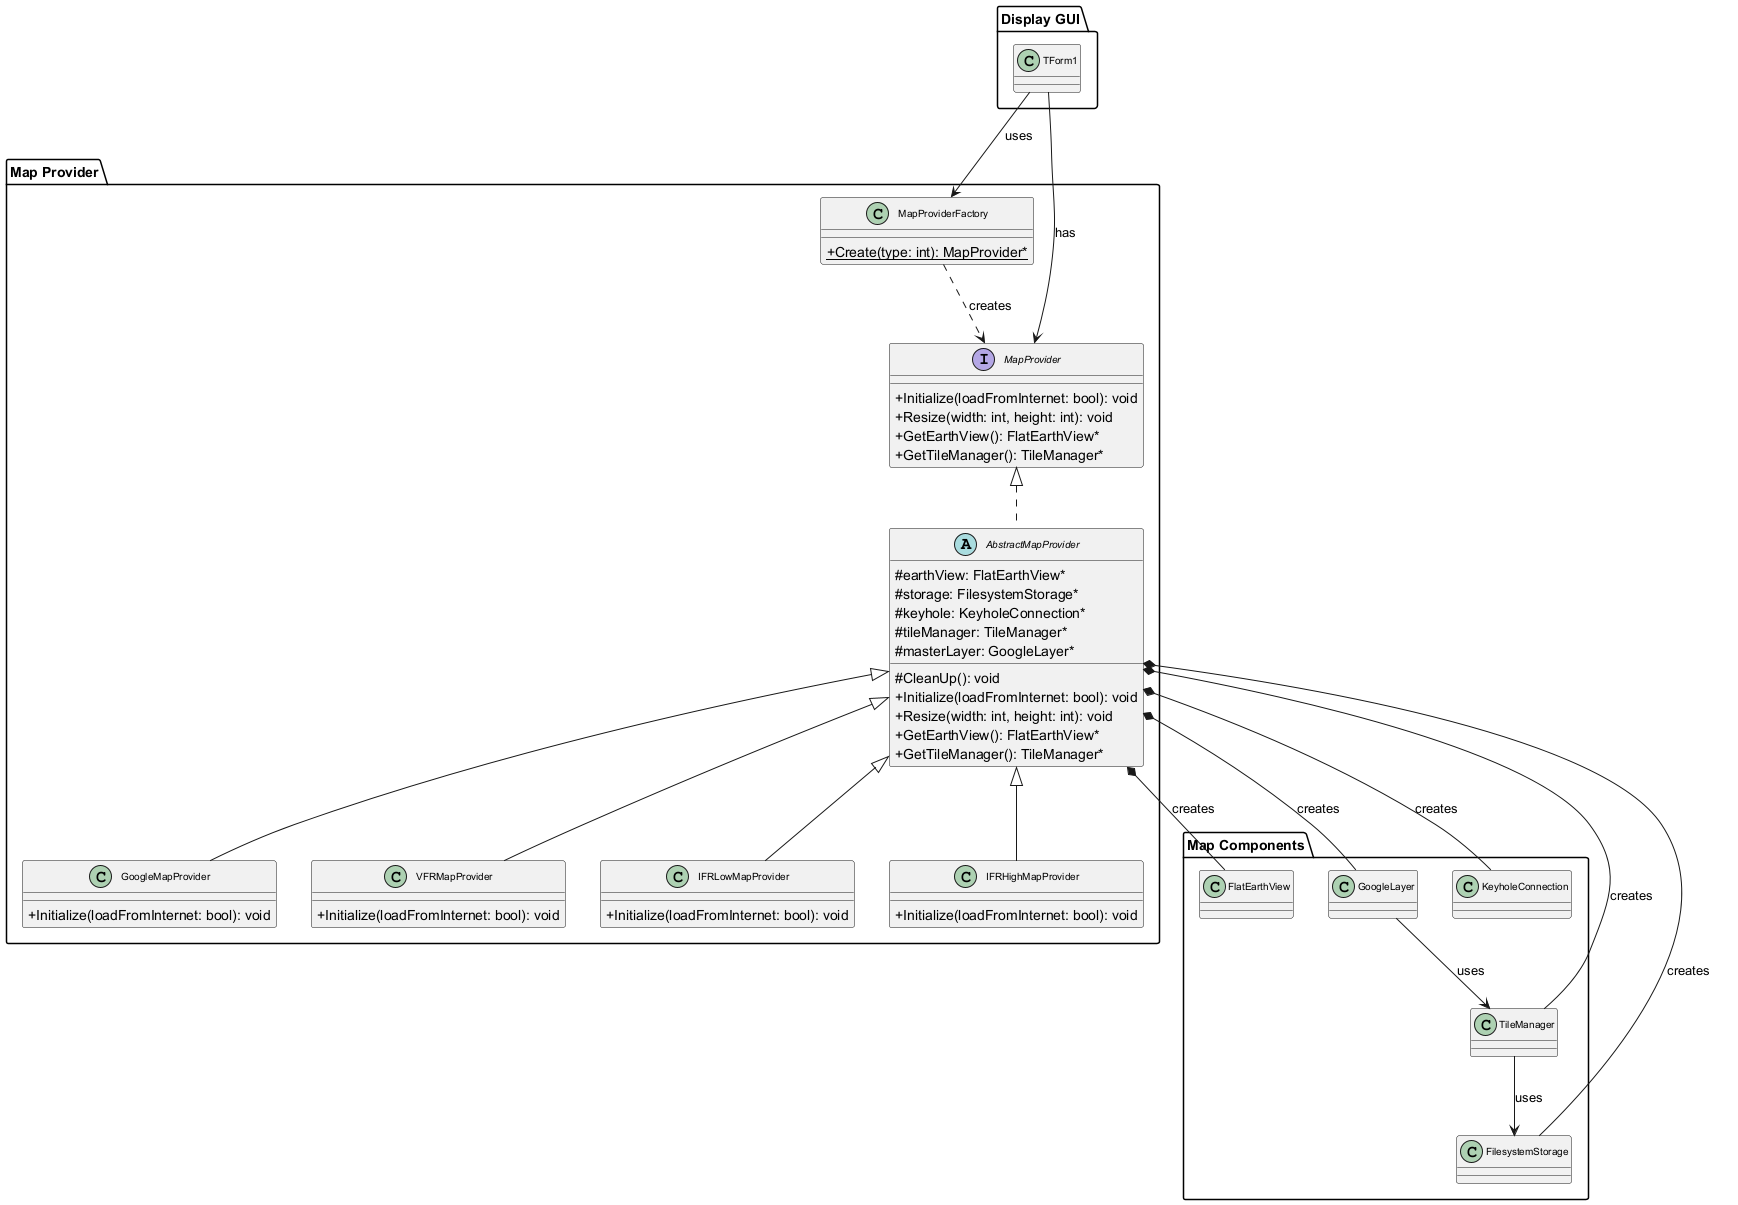 Display GUI
C TForm1
uses
Map Provider
C MapProviderFactory
+Create(type: int): MapProvider*
has
creates
I MapProvider
+Initialize(loadFromInternet: bool): void
+Resize(width: int, height: int): void
+GetEarthView(): FlatEarthView*
+GetTileManager(): TileManager*
A AbstractMapProvider
#earthView: FlatEarthView*
#storage: FilesystemStorage*
#keyhole: KeyholeConnection*
#tileManager: TileManager*
#masterLayer: GoogleLayer*
#CleanUp(): void
+Initialize(loadFromInternet: bool): void
+Resize(width: int, height: int): void
+GetEarthView(): FlatEarthView*
+GetTileManager(): TileManager*
creates
creates
creates
Map Components
C GoogleMapProvider
+Initialize(loadFromInternet: bool): void
C VFRMapProvider
+Initialize(loadFromInternet: bool): void
C IFRLowMapProvider
+Initialize(loadFromInternet: bool): void
C IFRHighMapProvider
+Initialize(loadFromInternet: bool): void
C FlatEarthView
C GoogleLayer
C KeyholeConnection
creates
uses
creates
C TileManager
uses
C FilesystemStorage